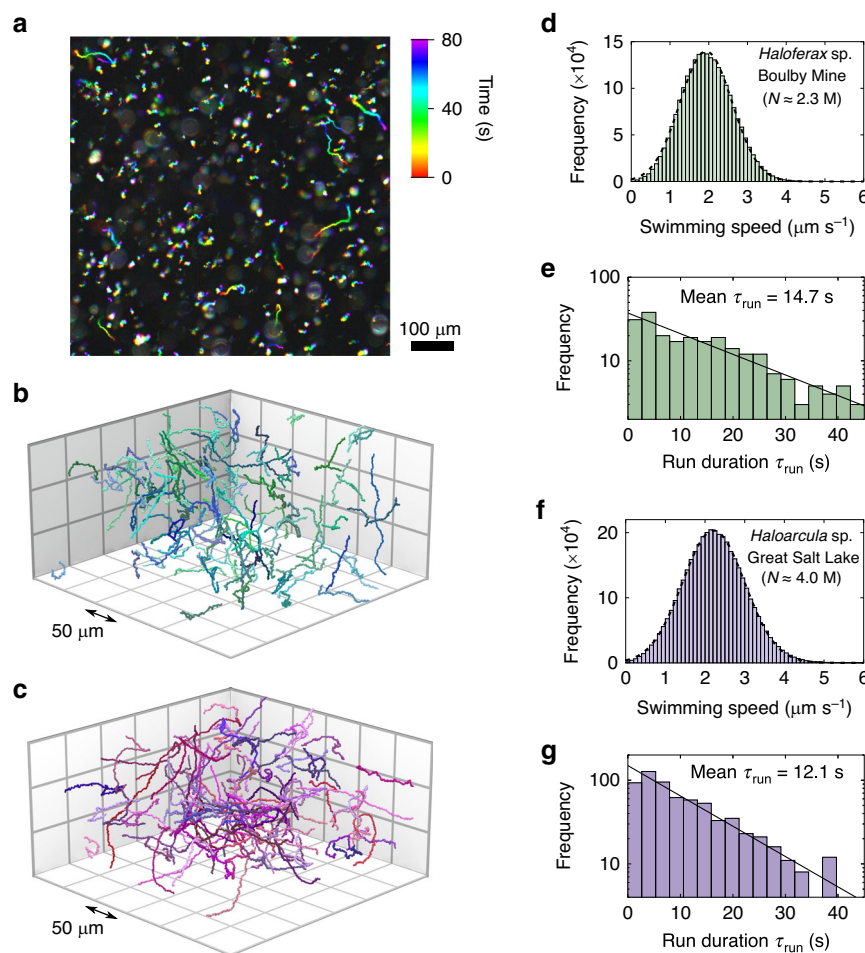 a
80
40
0
Time (s)
100 μm
b
50 μm
c
50 μm
d
15
10
5
0
Frequency (×10⁴)
Haloferax sp.
Boulby Mine
(N ≈ 2.3 M)
0 1 2 3 4 5 6
Swimming speed (μm s⁻¹)
e
100
10
Frequency
Mean τrun = 14.7 s
0 10 20 30 40
Run duration τrun (s)
f
20
10
0
Frequency (×10⁴)
Haloarcula sp.
Great Salt Lake
(N ≈ 4.0 M)
0 1 2 3 4 5 6
Swimming speed (μm s⁻¹)
g
100
10
Frequency
Mean τrun = 12.1 s
0 10 20 30 40
Run duration τrun (s)